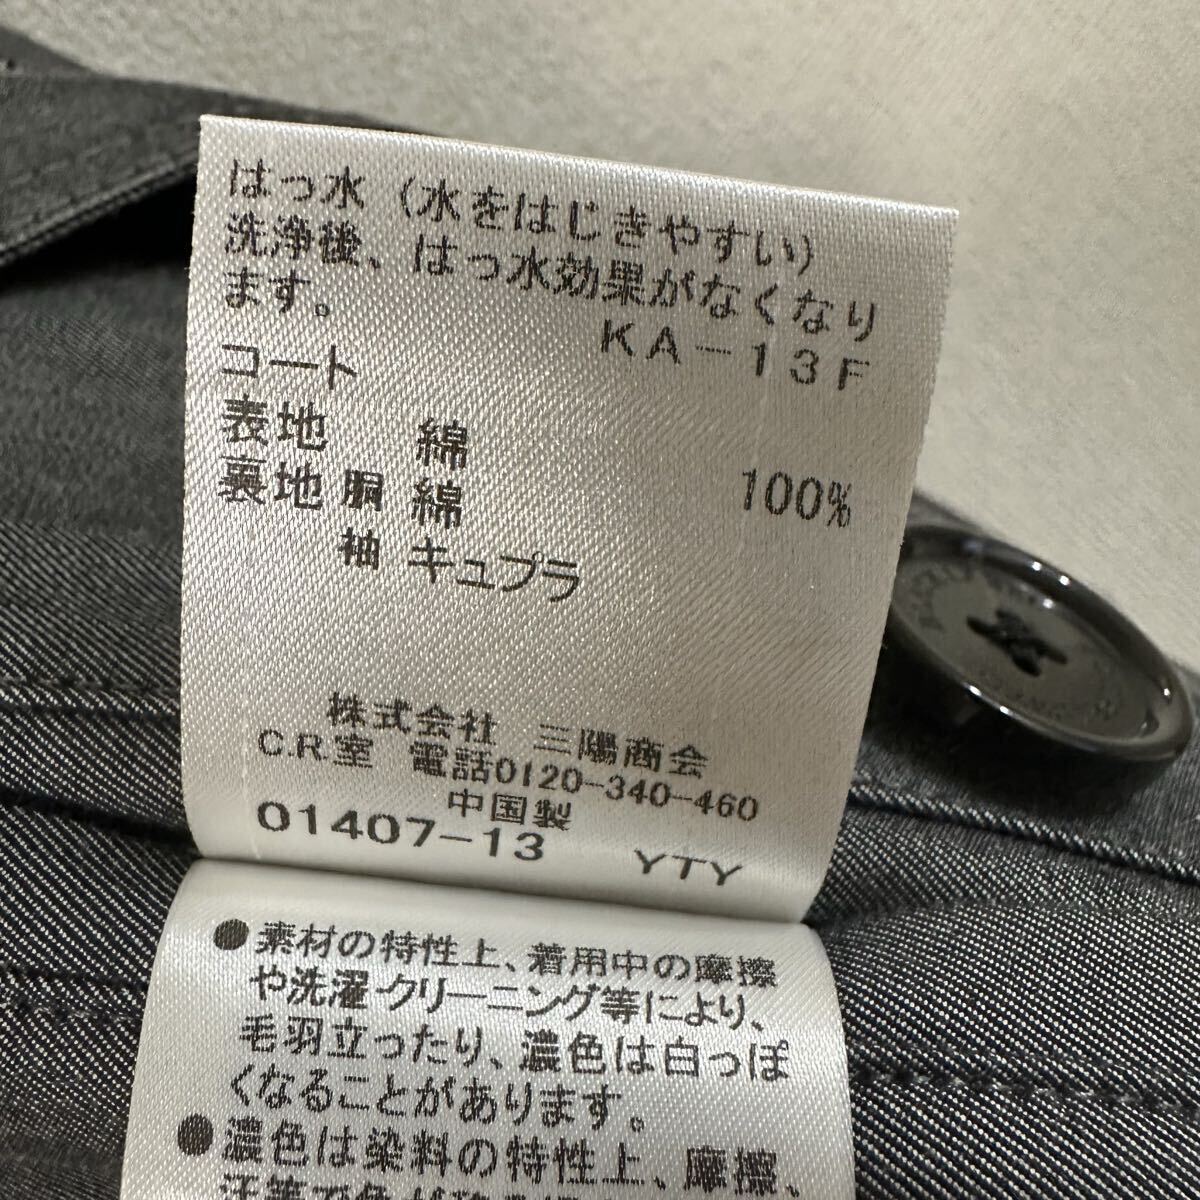 はっ水（水をはじきやすい）
洗浄後、はっ水効果がなくなり
ます。
KA－13F
コート
表地 綿 100%
裏地 胴 綿
袖 キュプラ
株式会社 三陽商会
C.R.室 電話0120-340-460
中国製
01407-13 YTY
●素材の特性上、着用中の摩擦
や洗濯・クリーニング等により、
毛羽立ったり、濃色は白っぽ
くなることがあります。
●濃色は染料の特性上、摩擦、